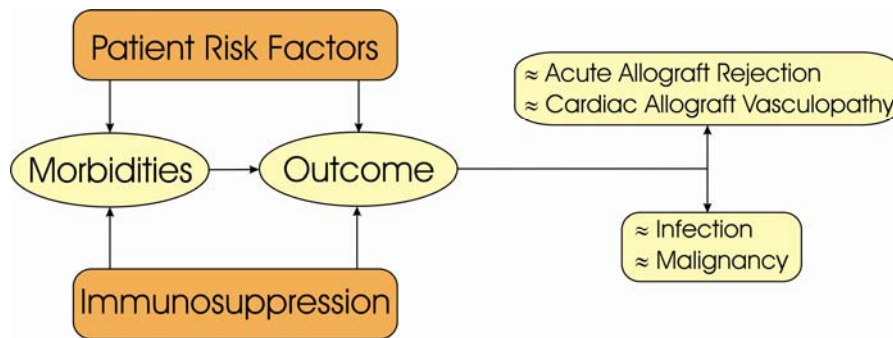 Patient Risk Factors
≈ Acute Allograft Rejection
≈ Cardiac Allograft Vasculopathy
Morbidities
Outcome
≈ Infection
≈ Malignancy
Immunosuppression